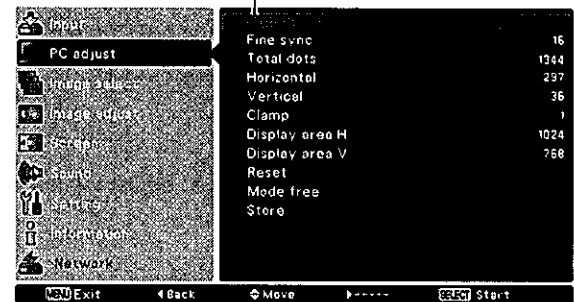 Input
PC adjust
Image select
Image adjust
Screen
Sound
Setting
Information
Network
Fine sync 16
Total dots 1344
Horizontal 297
Vertical 36
Clamp 1
Display area H 1024
Display area V 768
Reset
Mode free
Store
MENU Exit ◀Back Move ▶----- SELECT Start